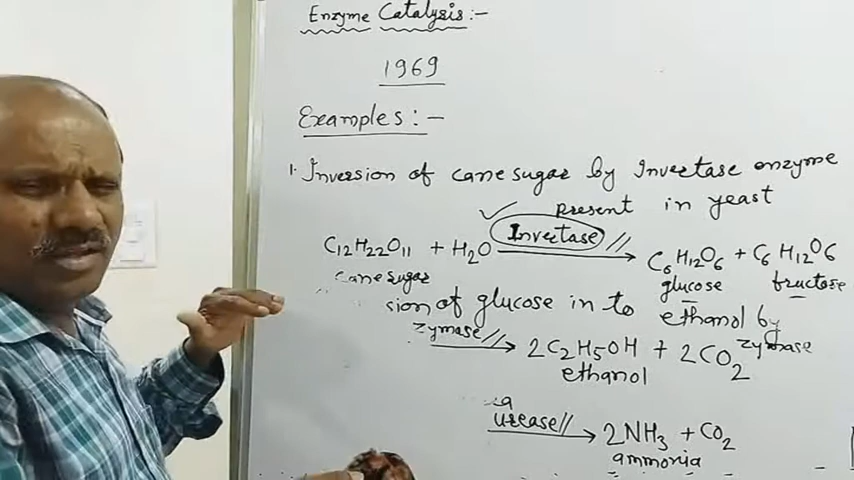 Enzyme Catalysis:-
1969
Examples:-
1. Inversion of cane sugar by Invertase enzyme
present in yeast
C12H22O11 + H2O Invertase C6H12O6 + C6H12O6
cane sugar glucose fructose
sion of glucose in to ethanol by
zymase 2C2H5OH + 2CO2 zymase
ethanol
urease 2NH3 + CO2
ammonia